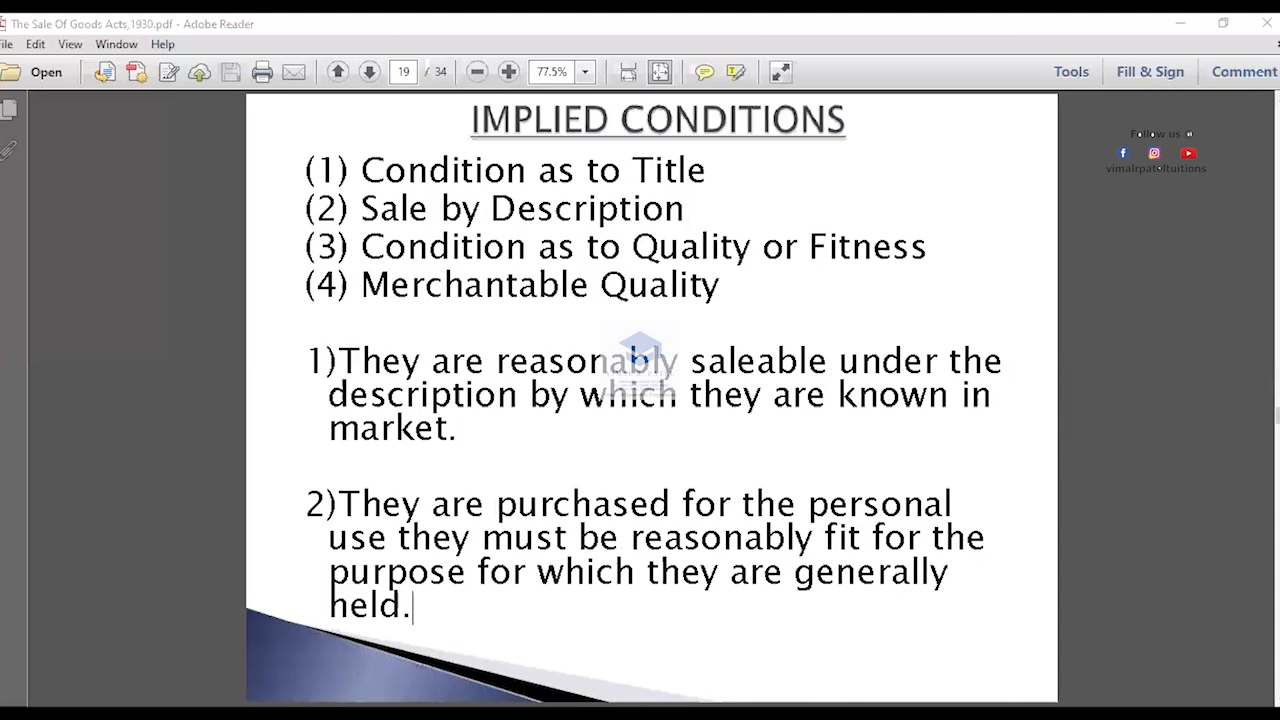 The Sale Of Goods Acts,1930.pdf - Adobe Reader
File Edit View Window Help
Open 19 / 34 77.5% Tools Fill & Sign Comment
IMPLIED CONDITIONS
Follow us on
vimalrpateltuitions
(1) Condition as to Title
(2) Sale by Description
(3) Condition as to Quality or Fitness
(4) Merchantable Quality
1)They are reasonably saleable under the
description by which they are known in
market.
2)They are purchased for the personal
use they must be reasonably fit for the
purpose for which they are generally
held.